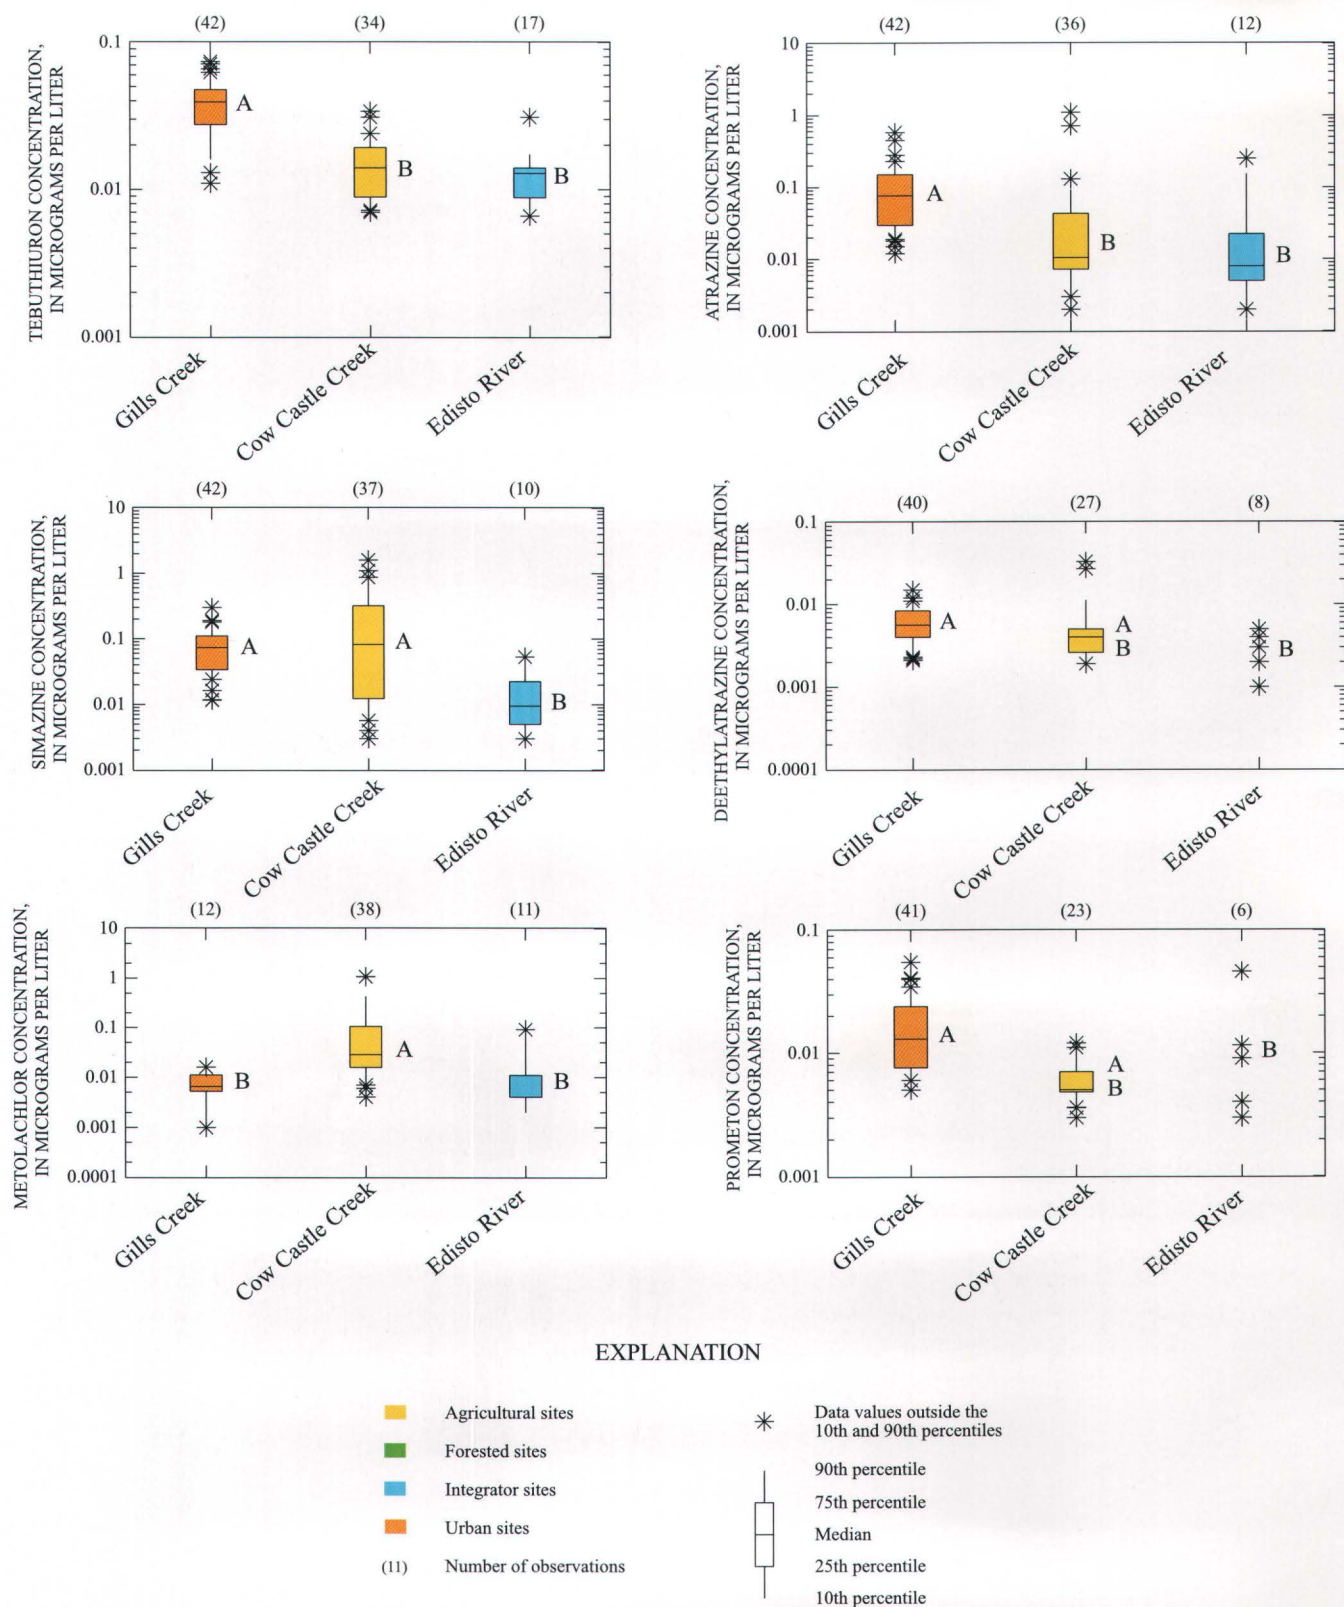 (42) (34) (17)
TEBUTHIURON CONCENTRATION,
IN MICROGRAMS PER LITER
0.1
0.01
0.001
A
B
B
Gills Creek
Cow Castle Creek
Edisto River
(42) (36) (12)
ATRAZINE CONCENTRATION,
IN MICROGRAMS PER LITER
10
1
0.1
0.01
0.001
A
B
B
Gills Creek
Cow Castle Creek
Edisto River
(42) (37) (10)
SIMAZINE CONCENTRATION,
IN MICROGRAMS PER LITER
10
1
0.1
0.01
0.001
A
A
B
Gills Creek
Cow Castle Creek
Edisto River
(40) (27) (8)
DEETHYLATRAZINE CONCENTRATION,
IN MICROGRAMS PER LITER
0.1
0.01
0.001
0.0001
A
A
B
B
Gills Creek
Cow Castle Creek
Edisto River
(12) (38) (11)
METOLACHLOR CONCENTRATION,
IN MICROGRAMS PER LITER
10
1
0.1
0.01
0.001
0.0001
B
A
B
Gills Creek
Cow Castle Creek
Edisto River
(41) (23) (6)
PROMETON CONCENTRATION,
IN MICROGRAMS PER LITER
0.1
0.01
0.001
A
A
B
B
Gills Creek
Cow Castle Creek
Edisto River
EXPLANATION
Agricultural sites
Forested sites
Integrator sites
Urban sites
(11) Number of observations
Data values outside the
10th and 90th percentiles
90th percentile
75th percentile
Median
25th percentile
10th percentile